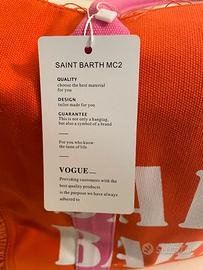 SAINT BARTH MC2
QUALITY
choose the best material
for you
DESIGN
tailor made for you
GUARANTEE
This is not only a hanging,
but also a symbol of a brand
For you who know
the taste of life
VOGUE
Providing customers with the
best quality products
is the purpose we have always
adhered to